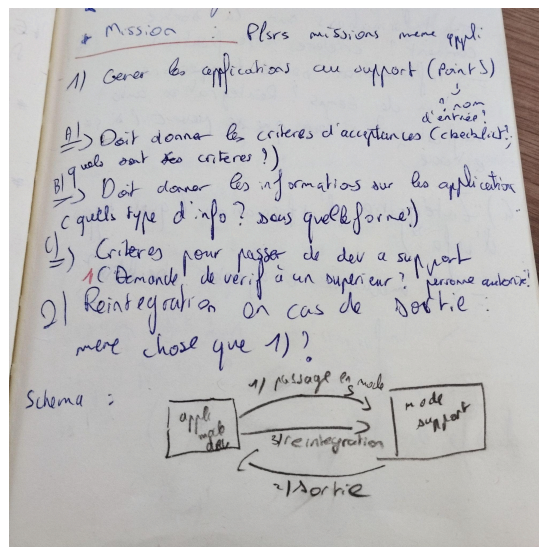 * Mission : Plsrs missions meme appli
1) Gerer les applications au support (Point S)
↓
nom
d'entrée?
A) => Doit donner les criteres d'acceptances (checklist?;
quels sont ses criteres ?)
B) => Doit donner les informations sur les application
(quells type d'info ? sous quelle forme?)
C) => Criteres pour passer de dev a support
(Demande de verif à un superieur? personne autorisé?
2) Reintegration en cas de sortie :
meme chose que 1) ?
Schema :
1) passage en mode
S
appli
mode
dev
mode
support
3) reintegration
2) sortie